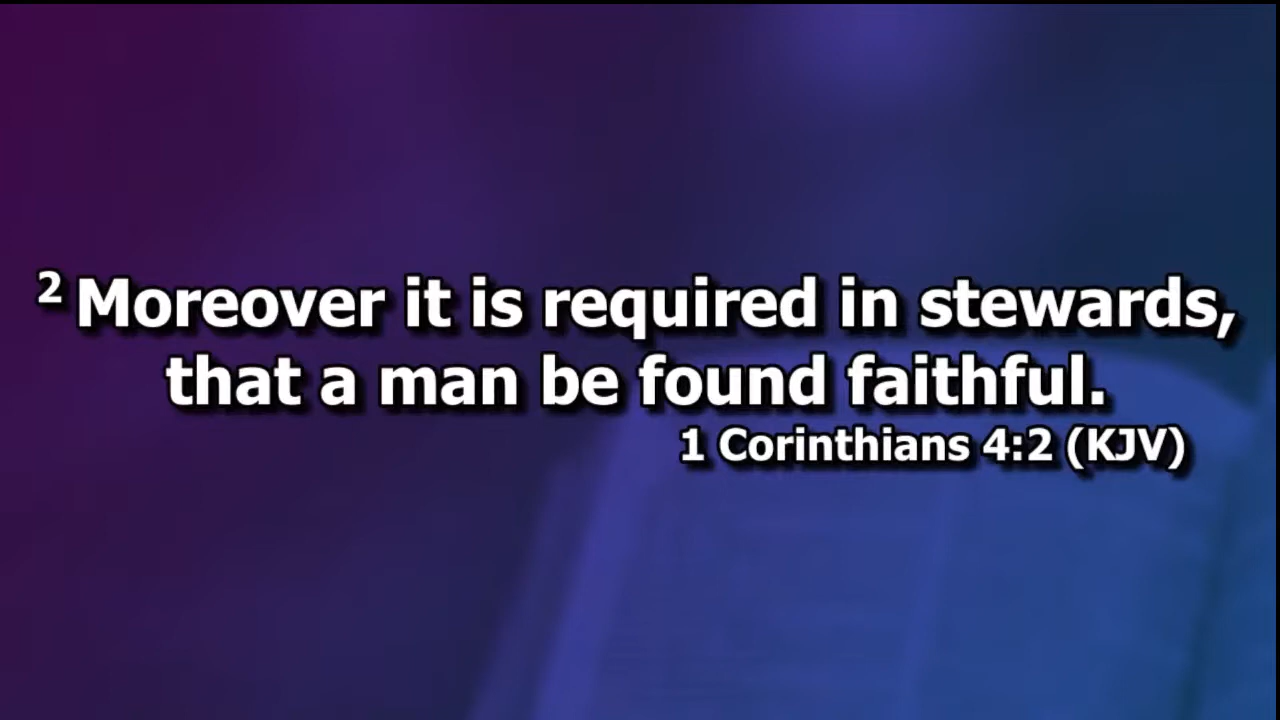 2 Moreover it is required in stewards,
that a man be found faithful.
1 Corinthians 4:2 (KJV)